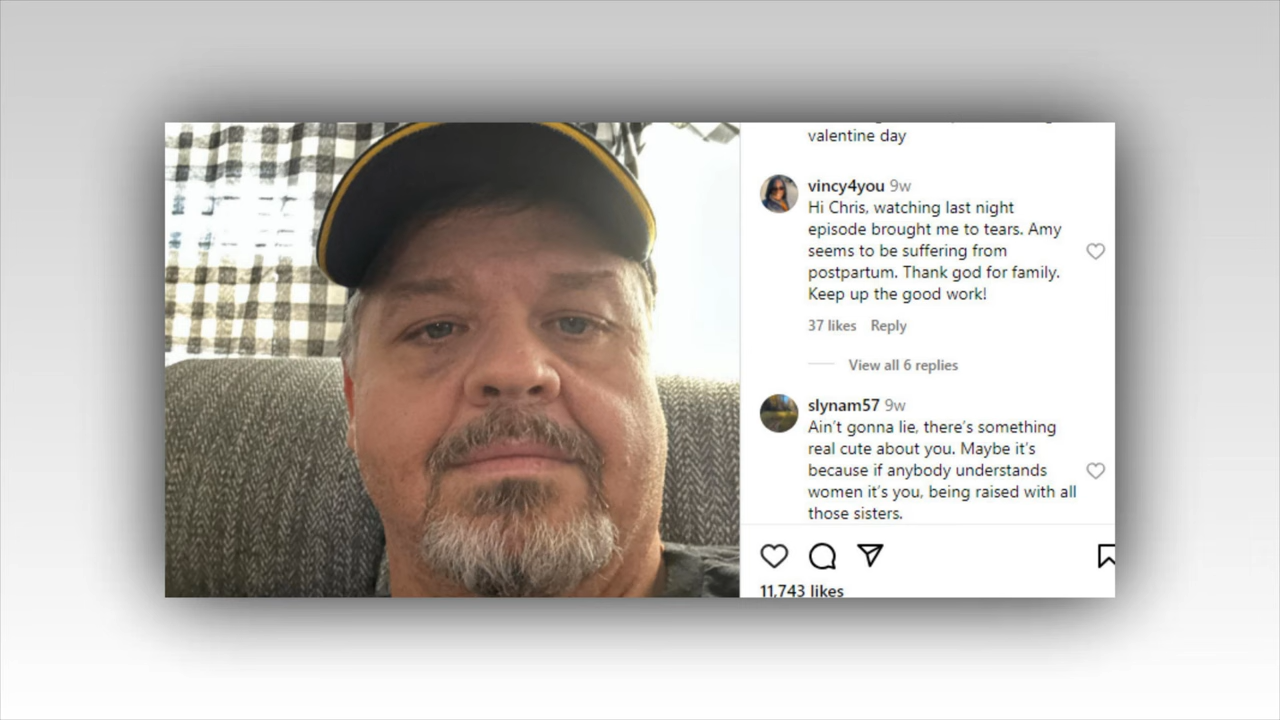 valentine day
vincy4you 9w
Hi Chris, watching last night
episode brought me to tears. Amy
seems to be suffering from
postpartum. Thank god for family.
Keep up the good work!
37 likes Reply
View all 6 replies
slynam57 9w
Ain't gonna lie, there's something
real cute about you. Maybe it's
because if anybody understands
women it's you, being raised with all
those sisters.
11,743 likes